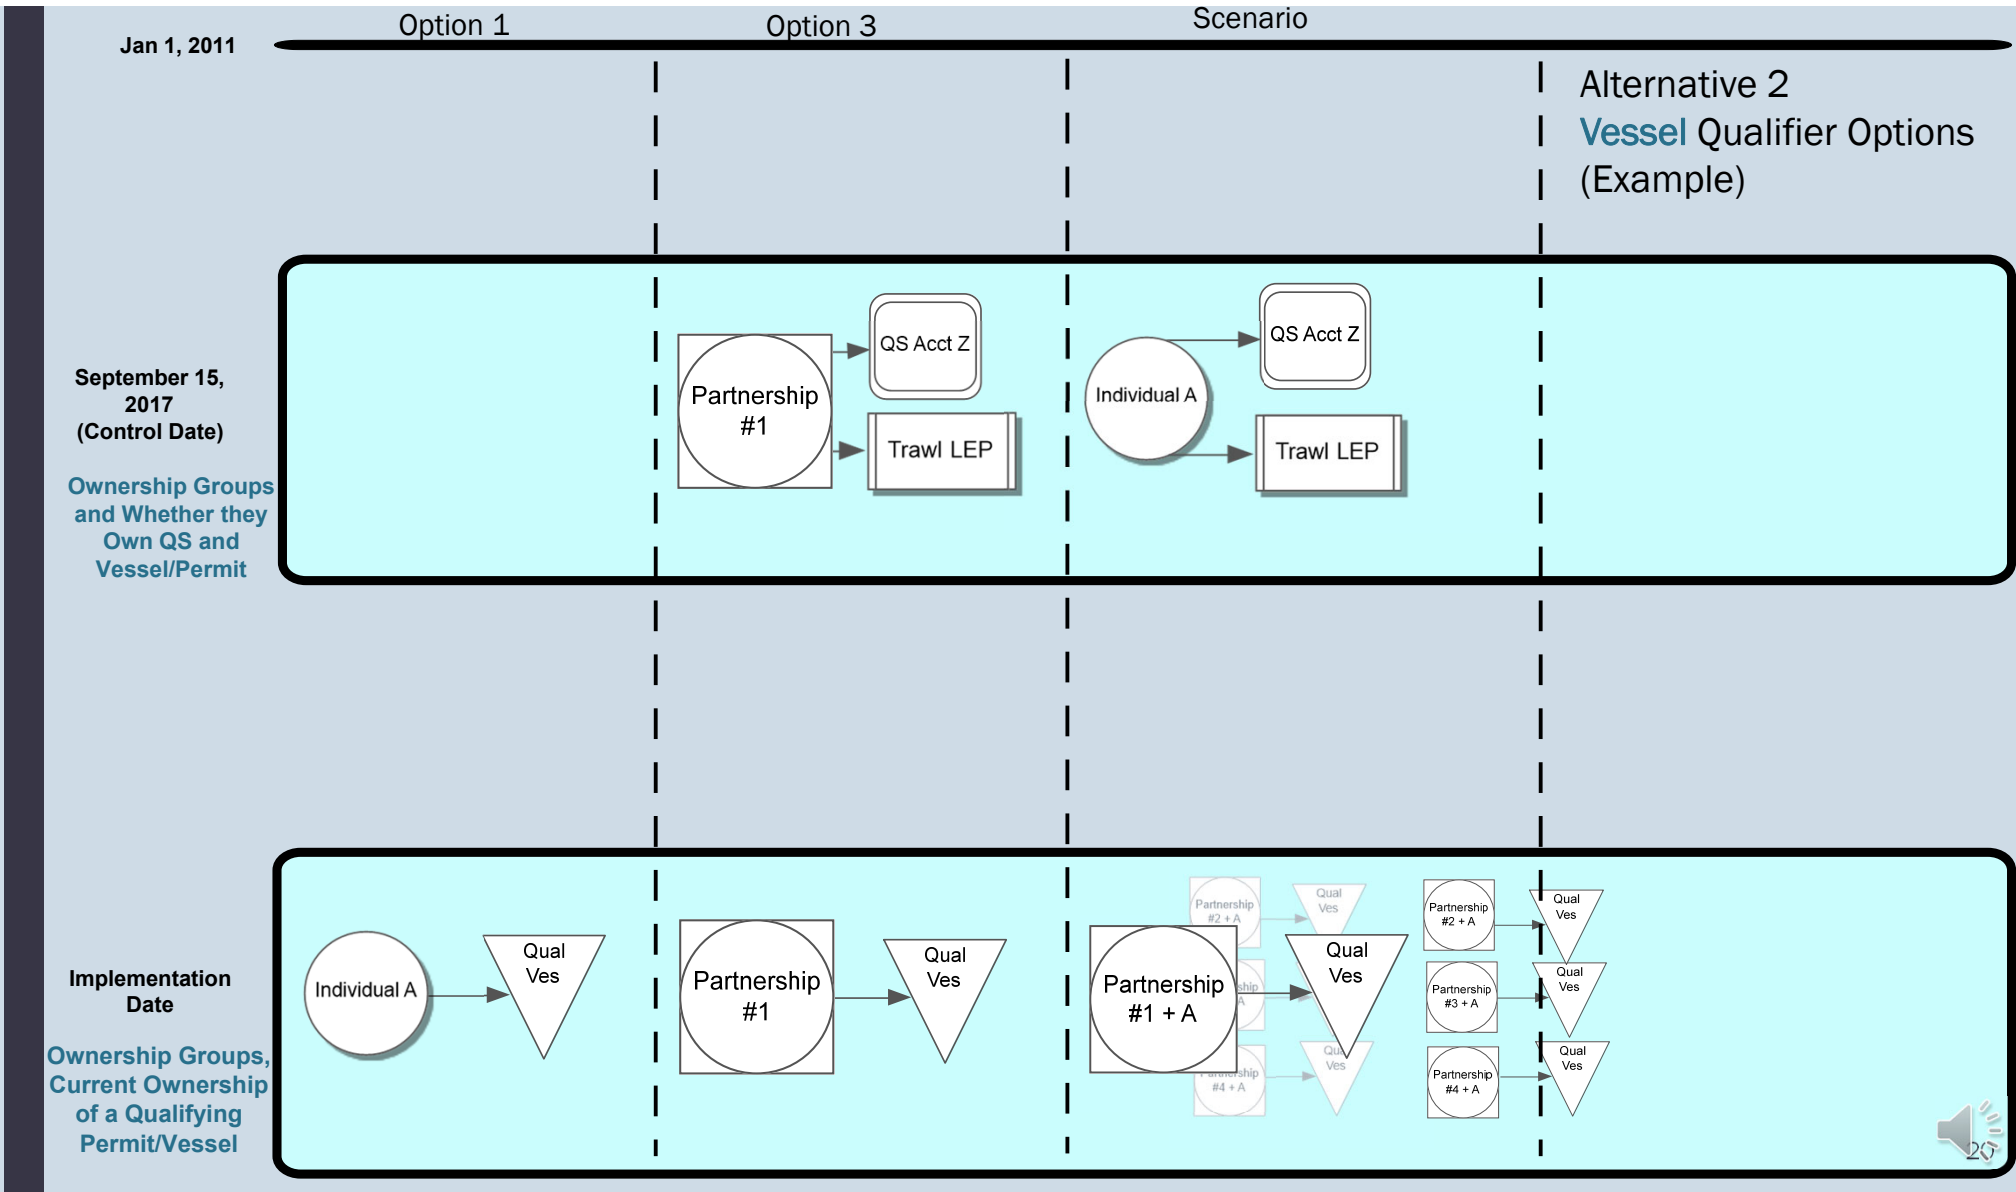 Option 1
Option 3
Scenario
Jan 1, 2011
Alternative 2
Vessel Qualifier Options
(Example)
September 15,
2017
(Control Date)
Ownership Groups
and Whether they
Own QS and
Vessel/Permit
Partnership
#1
QS Acct Z
Trawl LEP
Individual A
QS Acct Z
Trawl LEP
Implementation
Date
Ownership Groups,
Current Ownership
of a Qualifying
Permit/Vessel
Individual A
Qual
Ves
Partnership
#1
Qual
Ves
Partnership
#2 + A
Qual
Ves
Partnership
#1 + A
Qual
Ves
ship
A
#4 + A
Qual
Ves
Partnership
#2 + A
Qual
Ves
Partnership
#3 + A
Qual
Ves
Partnership
#4 + A
Qual
Ves